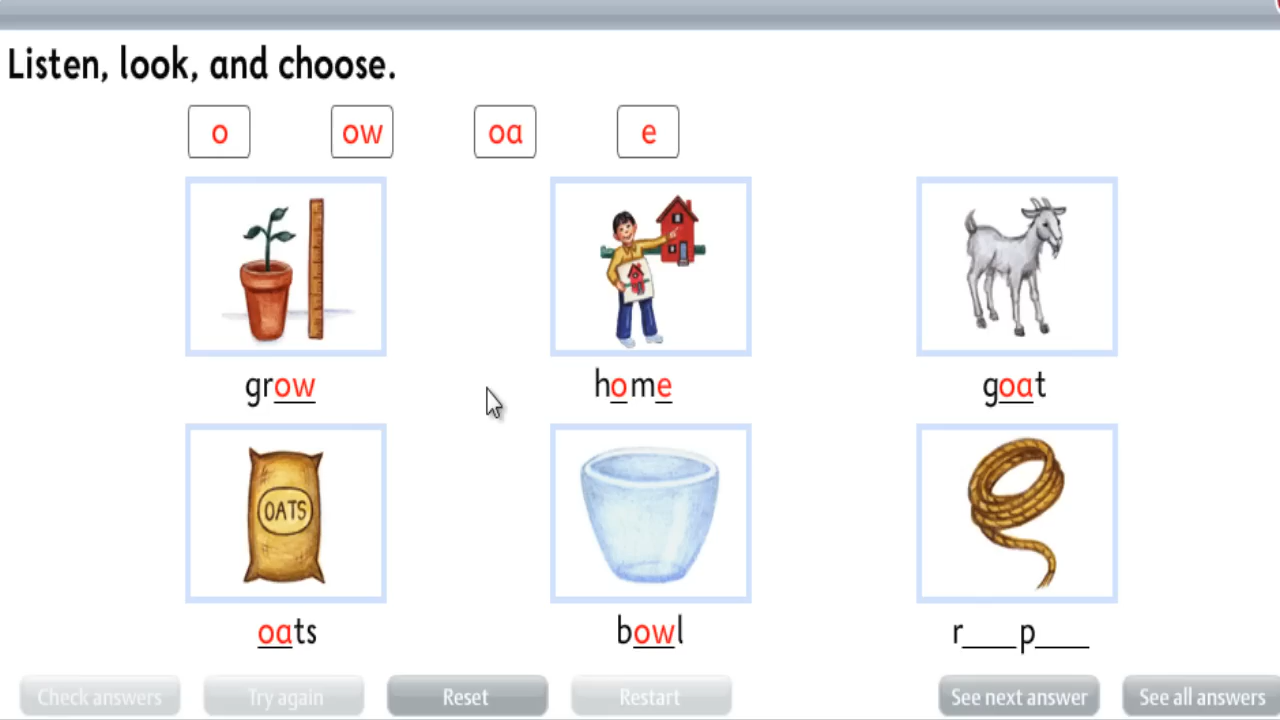 Listen, look, and choose.
o ow oa e
grow home goat
OATS
oats bowl r___p___
Check answers Try again Reset Restart See next answer See all answers